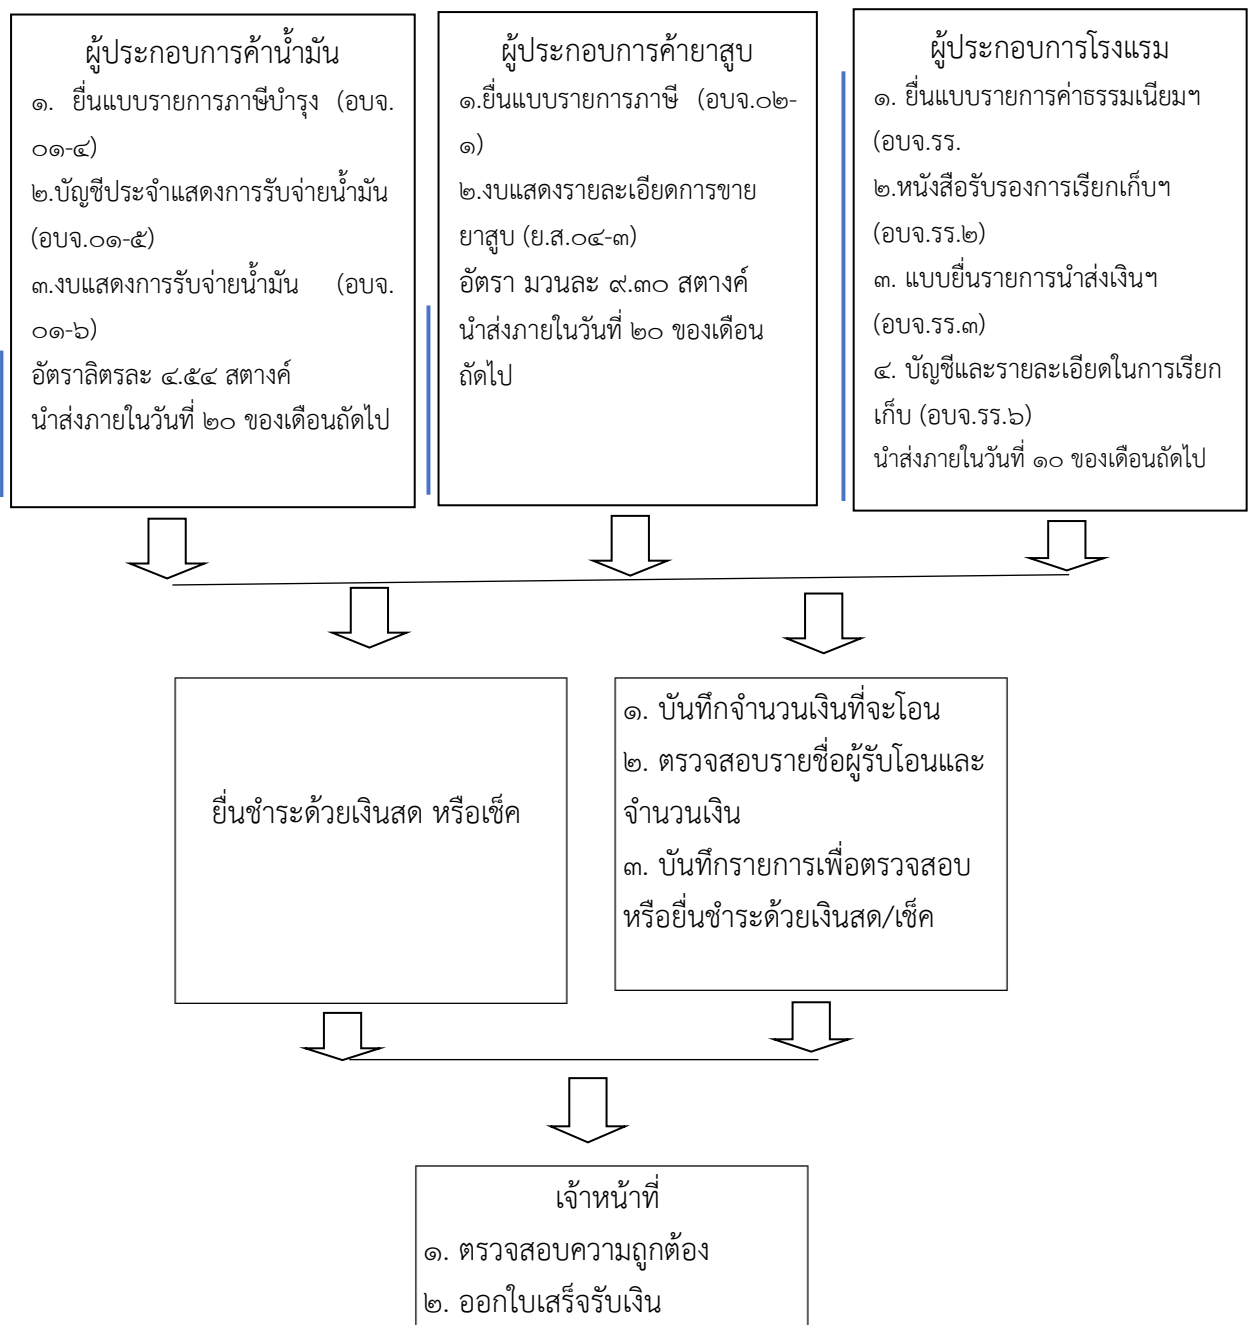 ผู้ประกอบการค้าน้ำมัน
๑. ยื่นแบบรายการภาษีบำรุง (อบจ.
๐๑-๔)
๒.บัญชีประจำแสดงการรับจ่ายน้ำมัน
(อบจ.๐๑-๕)
๓.งบแสดงการรับจ่ายน้ำมัน (อบจ.
๐๑-๖)
อัตราลิตรละ ๔.๕๔ สตางค์
นำส่งภายในวันที่ ๒๐ ของเดือนถัดไป
ผู้ประกอบการค้ายาสูบ
๑.ยื่นแบบรายการภาษี (อบจ.๐๒-
๑)
๒.งบแสดงรายละเอียดการขาย
ยาสูบ (ย.ส.๐๔-๓)
อัตรา มวนละ ๙.๓๐ สตางค์
นำส่งภายในวันที่ ๒๐ ของเดือน
ถัดไป
ผู้ประกอบการโรงแรม
๑. ยื่นแบบรายการค่าธรรมเนียมฯ
(อบจ.รร.
๒.หนังสือรับรองการเรียกเก็บฯ
(อบจ.รร.๒)
๓. แบบยื่นรายการนำส่งเงินฯ
(อบจ.รร.๓)
๔. บัญชีและรายละเอียดในการเรียก
เก็บ (อบจ.รร.๖)
นำส่งภายในวันที่ ๑๐ ของเดือนถัดไป
ยื่นชำระด้วยเงินสด หรือเช็ค
๑. บันทึกจำนวนเงินที่จะโอน
๒. ตรวจสอบรายชื่อผู้รับโอนและ
จำนวนเงิน
๓. บันทึกรายการเพื่อตรวจสอบ
หรือยื่นชำระด้วยเงินสด/เช็ค
เจ้าหน้าที่
๑. ตรวจสอบความถูกต้อง
๒. ออกใบเสร็จรับเงิน